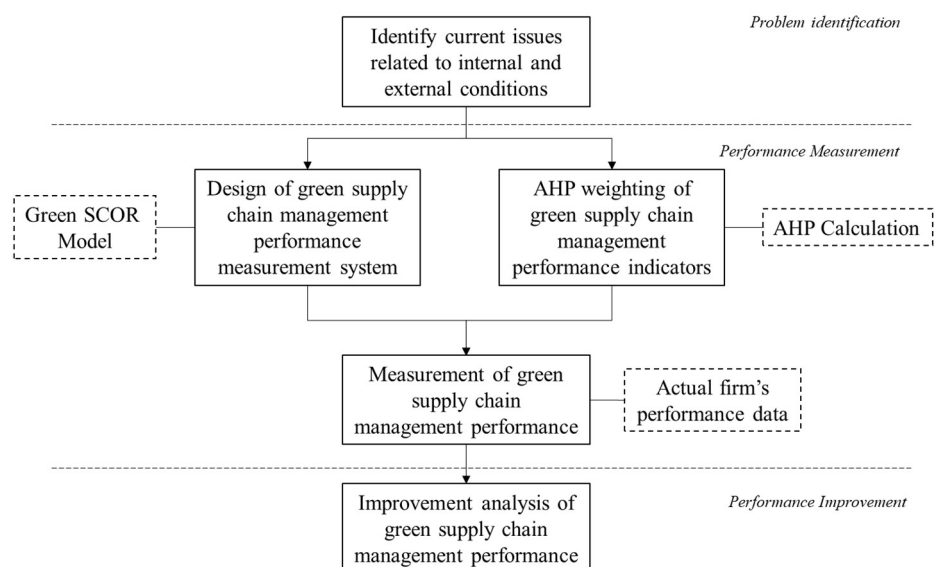 Problem identification
Identify current issues
related to internal and
external conditions
Performance Measurement
Green SCOR
Model
Design of green supply
chain management
performance
measurement system
AHP weighting of
green supply chain
management
performance indicators
AHP Calculation
Measurement of green
supply chain
management performance
Actual firm's
performance data
Improvement analysis of
green supply chain
management performance
Performance Improvement